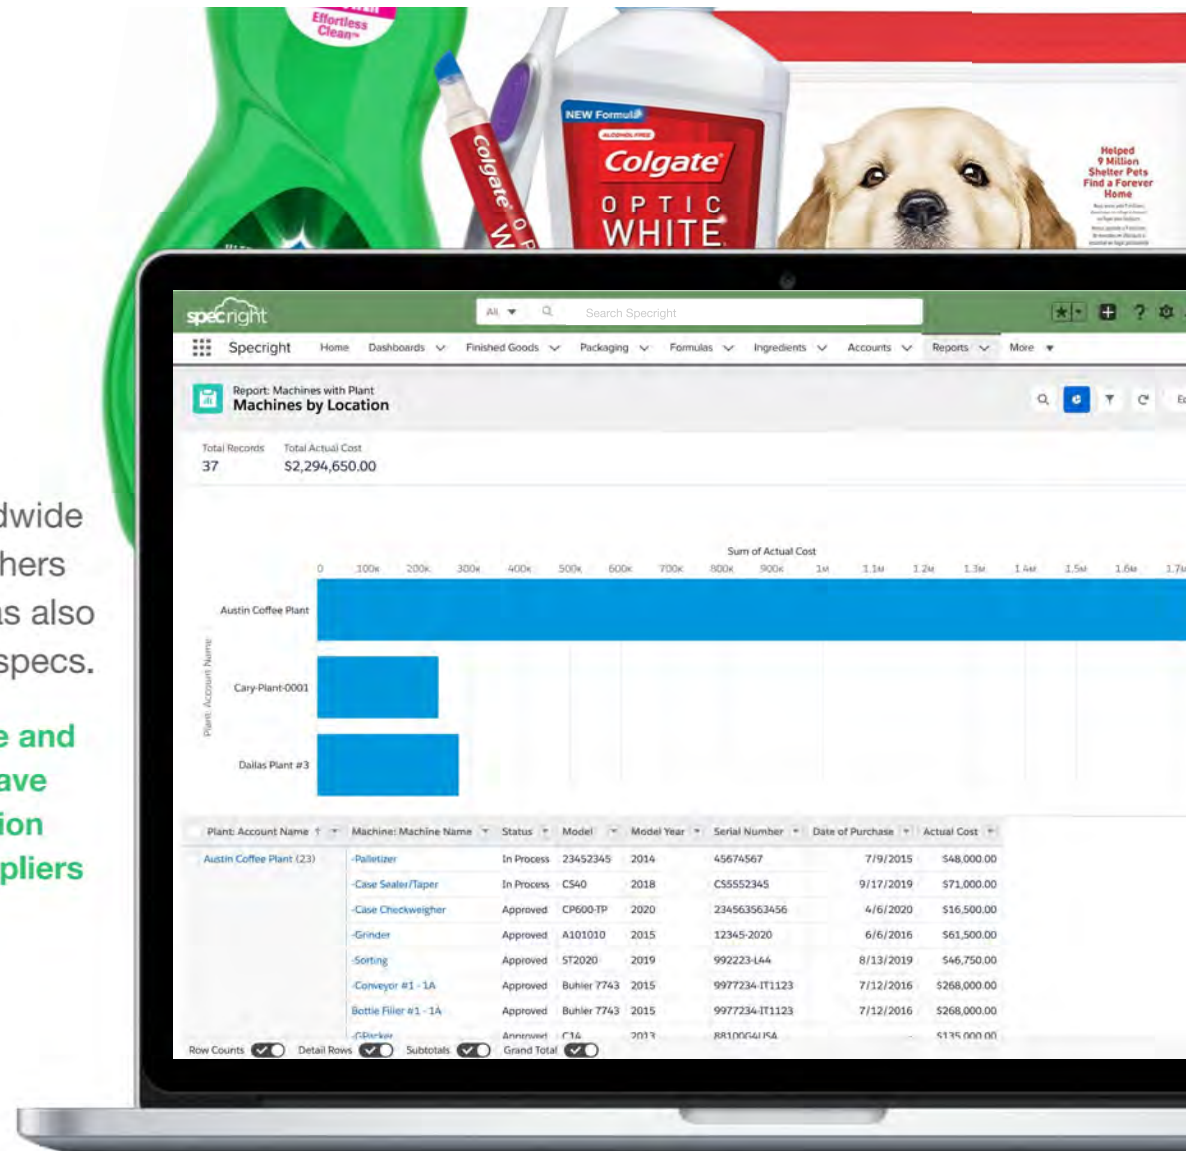 Effortless
Clean™
Colgate®
NEW Formula
ALCOHOL FREE
Colgate®
OPTIC
WHITE
Helped
9 Million
Shelter Pets
Find a Forever
Home
specright
All
Search Specright
Specright Home Dashboards Finished Goods Packaging Formulas Ingredients Accounts Reports More
Report: Machines with Plant
Machines by Location
Total Records Total Actual Cost
37 $2,294,650.00
dwide
hers
as also
specs.
e and
ave
ion
pliers
Sum of Actual Cost
0 100K 200K 300K 400K 500K 600K 700K 800K 900K 1M 1.1M 1.2M 1.3M 1.4M 1.5M 1.6M 1.7M
Plant: Account Name
Austin Coffee Plant
Cary-Plant-0001
Dallas Plant #3
Plant: Account Name ↑ Machine: Machine Name Status Model Model Year Serial Number Date of Purchase Actual Cost
Austin Coffee Plant (23) -Palletizer In Process 23452345 2014 45674567 7/9/2015 $48,000.00
-Case Sealer/Taper In Process CS40 2018 CS5552345 9/17/2019 $71,000.00
-Case Checkweigher Approved CP600-TP 2020 234563563456 4/6/2020 $16,500.00
-Grinder Approved A101010 2015 12345-2020 6/6/2016 $61,500.00
-Sorting Approved ST2020 2019 992223-L44 8/13/2019 $46,750.00
-Conveyor #1 - 1A Approved Buhler 7743 2015 9977234-IT1123 7/12/2016 $268,000.00
Bottle Filler #1 - 1A Approved Buhler 7743 2015 9977234-IT1123 7/12/2016 $268,000.00
Approved C14 2013 88100G4USA $135,000.00
Row Counts Detail Rows Subtotals Grand Total